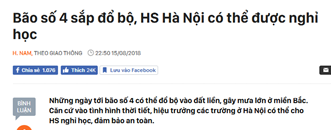 Bão số 4 sắp đổ bộ, HS Hà Nội có thể được nghỉ
học
H. NAM, THEO GIAO THÔNG 22:50 15/08/2018
Chia sẻ 1.076 Thích 24K Lưu vào Facebook
BÌNH
LUẬN
Những ngày tới bão số 4 có thể đổ bộ vào đất liền, gây mưa lớn ở miền Bắc.
Căn cứ vào tình hình thời tiết, hiệu trưởng các trường ở Hà Nội có thể cho
HS nghỉ học, đảm bảo an toàn.